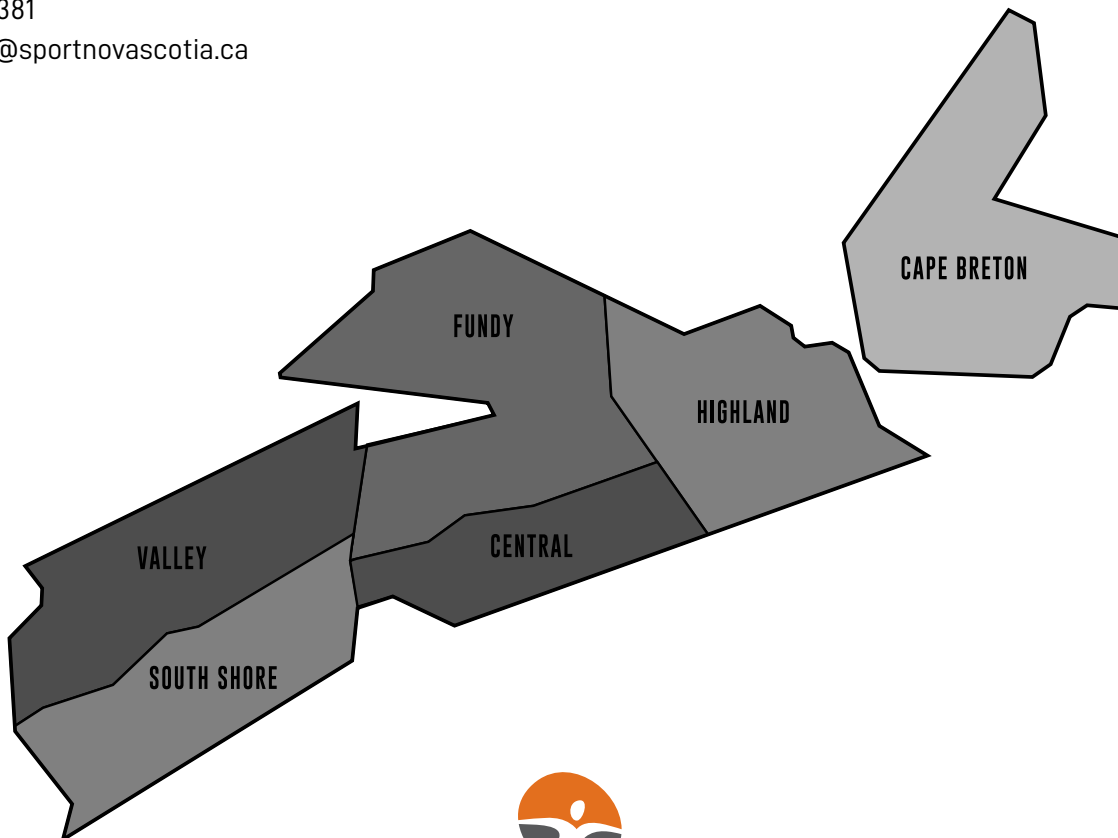 381
@sportnovascotia.ca
CAPE BRETON
FUNDY
HIGHLAND
CENTRAL
VALLEY
SOUTH SHORE